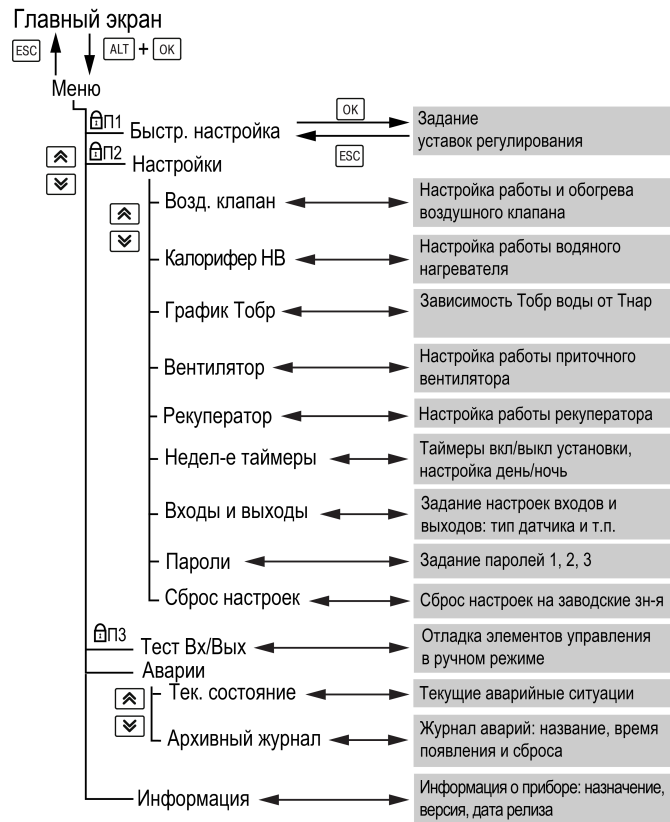 Главный экран
ESC ALT + OK
Меню
П1 Быстр. настройка OK ESC Задание
уставок регулирования
П2 Настройки
Возд. клапан Настройка работы и обогрева
воздушного клапана
Калорифер НВ Настройка работы водяного
нагревателя
График Тобр Зависимость Тобр воды от Тнар
Вентилятор Настройка работы приточного
вентилятора
Рекуператор Настройка работы рекуператора
Недел-е таймеры Таймеры вкл/выкл установки,
настройка день/ночь
Входы и выходы Задание настроек входов и
выходов: тип датчика и т.п.
Пароли Задание паролей 1, 2, 3
Сброс настроек Сброс настроек на заводские зн-я
П3 Тест Вх/Вых Отладка элементов управления
в ручном режиме
Аварии
Тек. состояние Текущие аварийные ситуации
Архивный журнал Журнал аварий: название, время
появления и сброса
Информация Информация о приборе: назначение,
версия, дата релиза